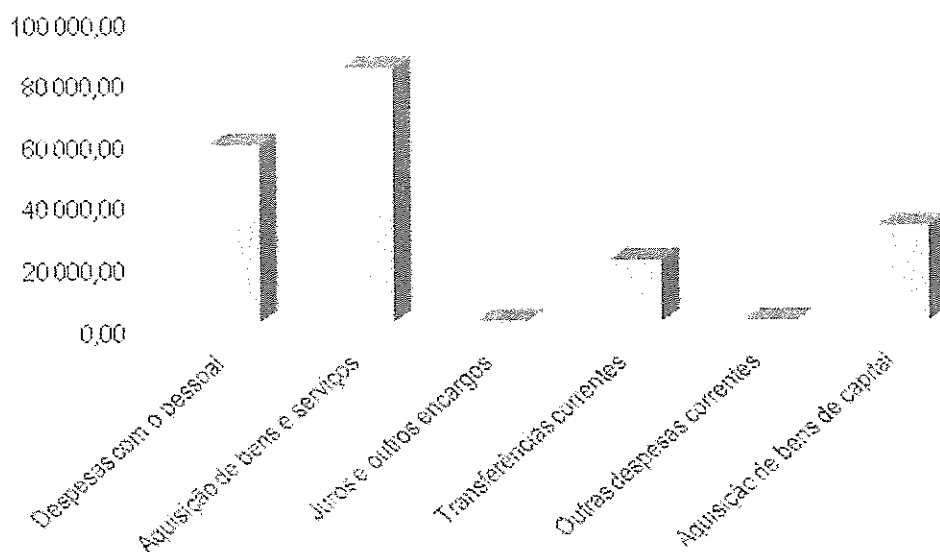 100 000,00
80 000,00
60 000,00
40 000,00
20 000,00
0,00
Despesas com o pessoal
Aquisição de bens e serviços
Juros e outros encargos
Transferências correntes
Outras despesas correntes
Aquisição de bens de capital